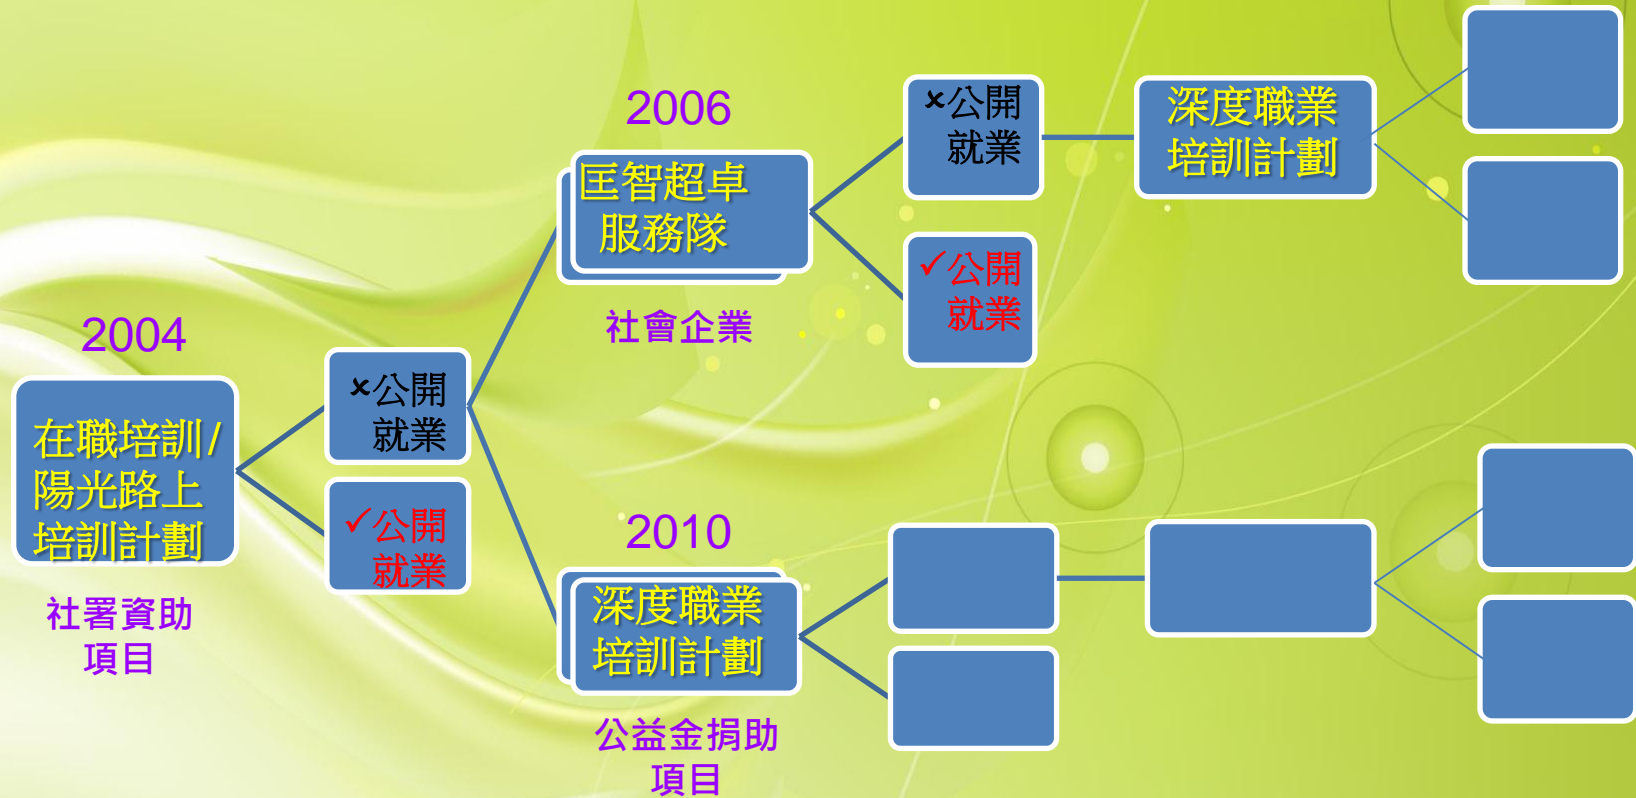 2004
在職培訓/
陽光路上
培訓計劃
社署資助
項目
×公開
就業
✓公開
就業
2006
匡智超卓
服務隊
社會企業
×公開
就業
✓公開
就業
深度職業
培訓計劃
2010
深度職業
培訓計劃
公益金捐助
項目